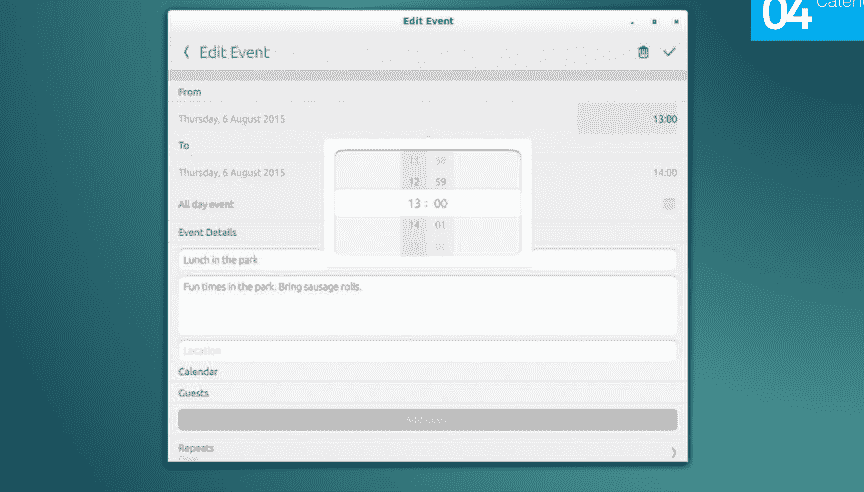 04
Edit Event
Edit Event
From
Thursday, 6 August 2015 13:00
To
Thursday, 6 August 2015 14:00
12 59
13 : 00
14 01
All day event
Event Details
Lunch in the park
Fun times in the park. Bring sausage rolls.
Location
Calendar
Guests
Repeats